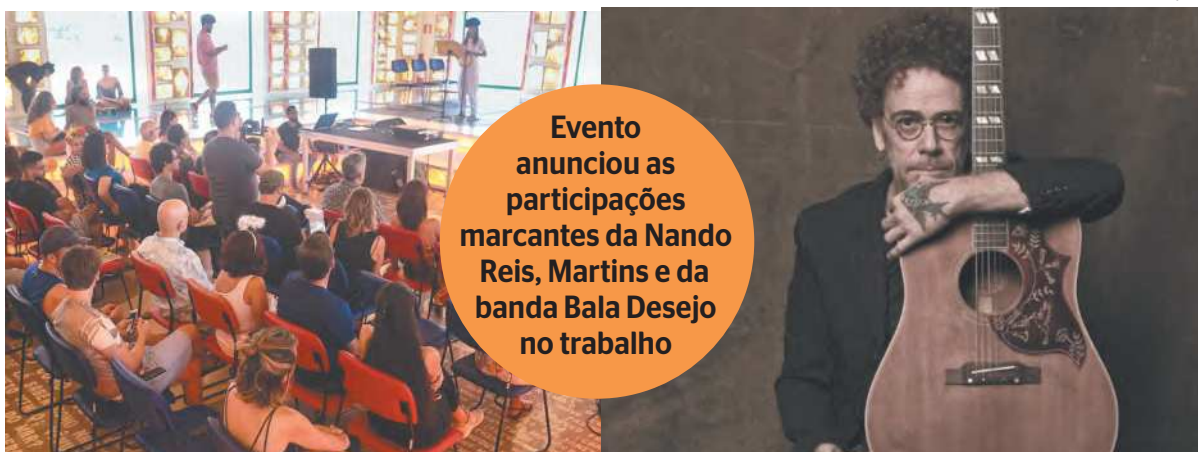 Evento
anunciou as
participações
marcantes da Nando
Reis, Martins e da
banda Bala Desejo
no trabalho